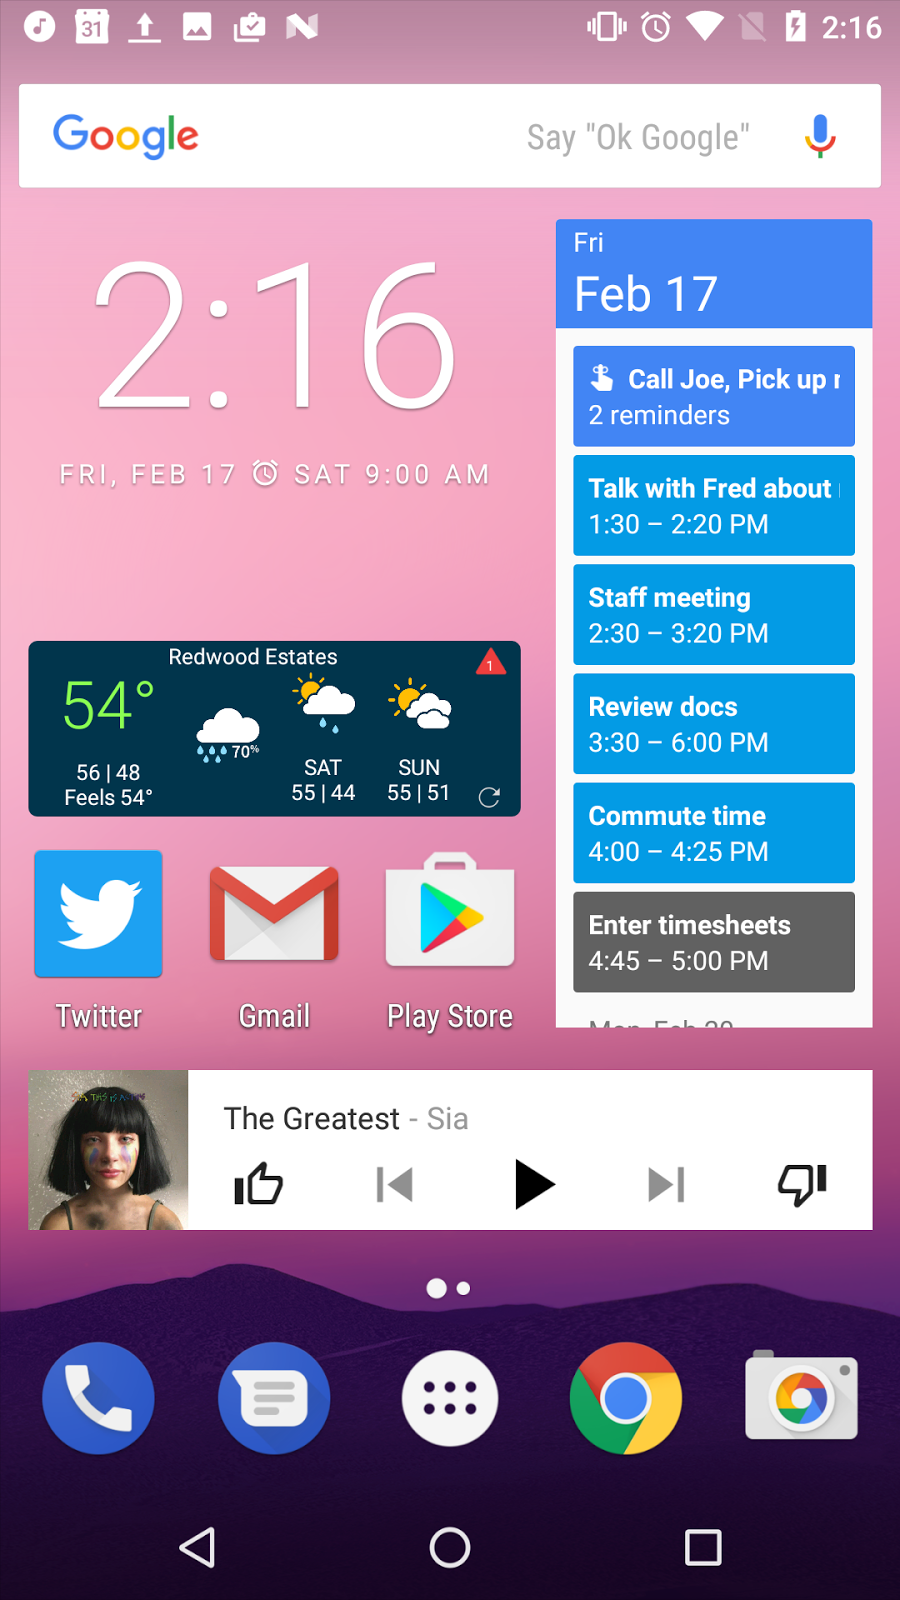 31
2:16
Google
Say "Ok Google"
2:16
FRI, FEB 17 SAT 9:00 AM
Fri
Feb 17
Call Joe, Pick up
2 reminders
Talk with Fred about
1:30 – 2:20 PM
Staff meeting
2:30 – 3:20 PM
Review docs
3:30 – 6:00 PM
Commute time
4:00 – 4:25 PM
Enter timesheets
4:45 – 5:00 PM
Redwood Estates
1
54°
70%
56 | 48
Feels 54°
SAT
55 | 44
SUN
55 | 51
Twitter
Gmail
Play Store
The Greatest - Sia